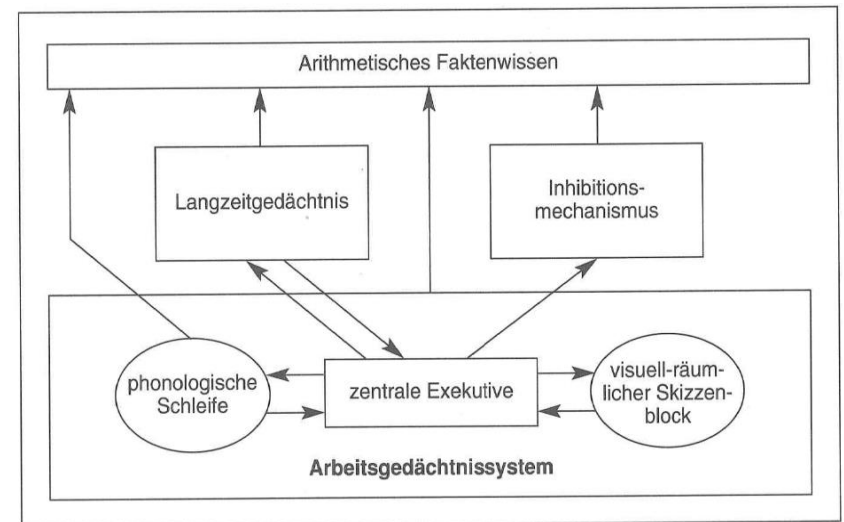 Arithmetisches Faktenwissen
Langzeitgedächtnis
Inhibitions-
mechanismus
phonologische
Schleife
zentrale Exekutive
visuell-räum-
licher Skizzen-
block
Arbeitsgedächtnissystem